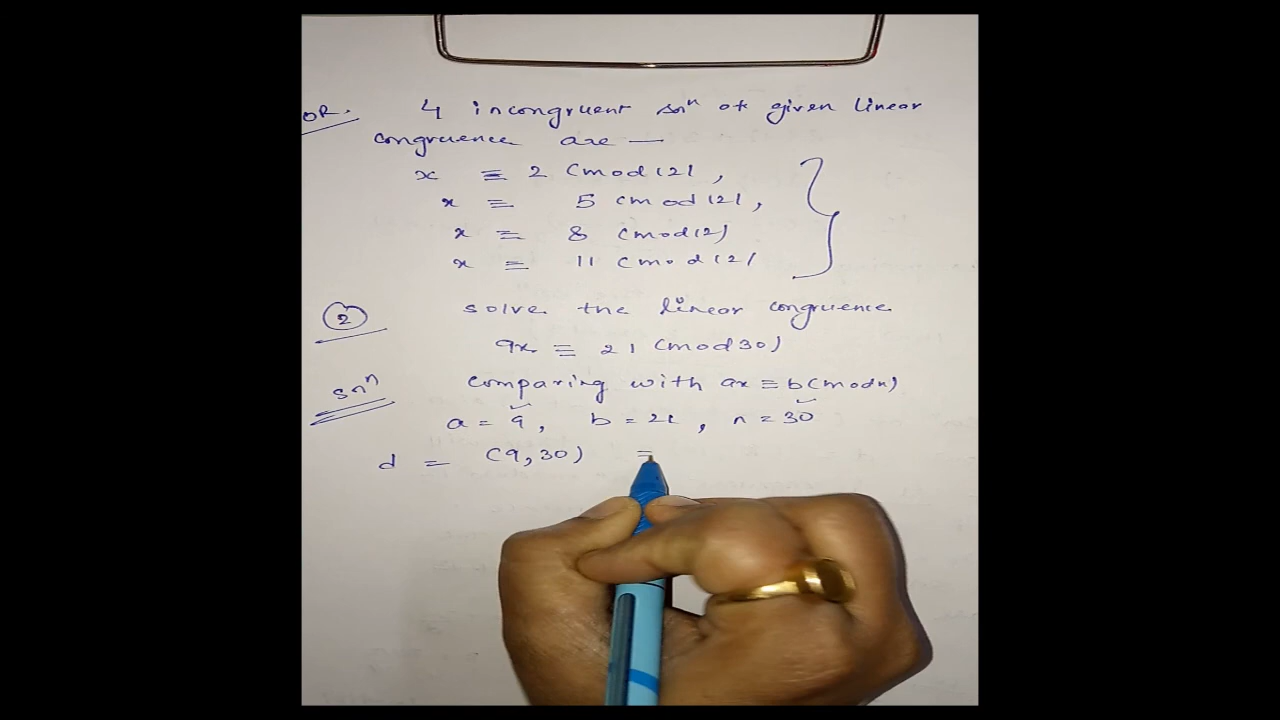 OR. 4 incongruent solⁿ of given linear
congruence are —
x ≡ 2 (mod 12),
x ≡ 5 (mod 12),
x ≡ 8 (mod 12)
x ≡ 11 (mod 12)
2 solve the linear congruence
9x ≡ 21 (mod 30)
solⁿ comparing with ax ≡ b (mod n)
a = 9, b = 21, n = 30
d = (9, 30) =